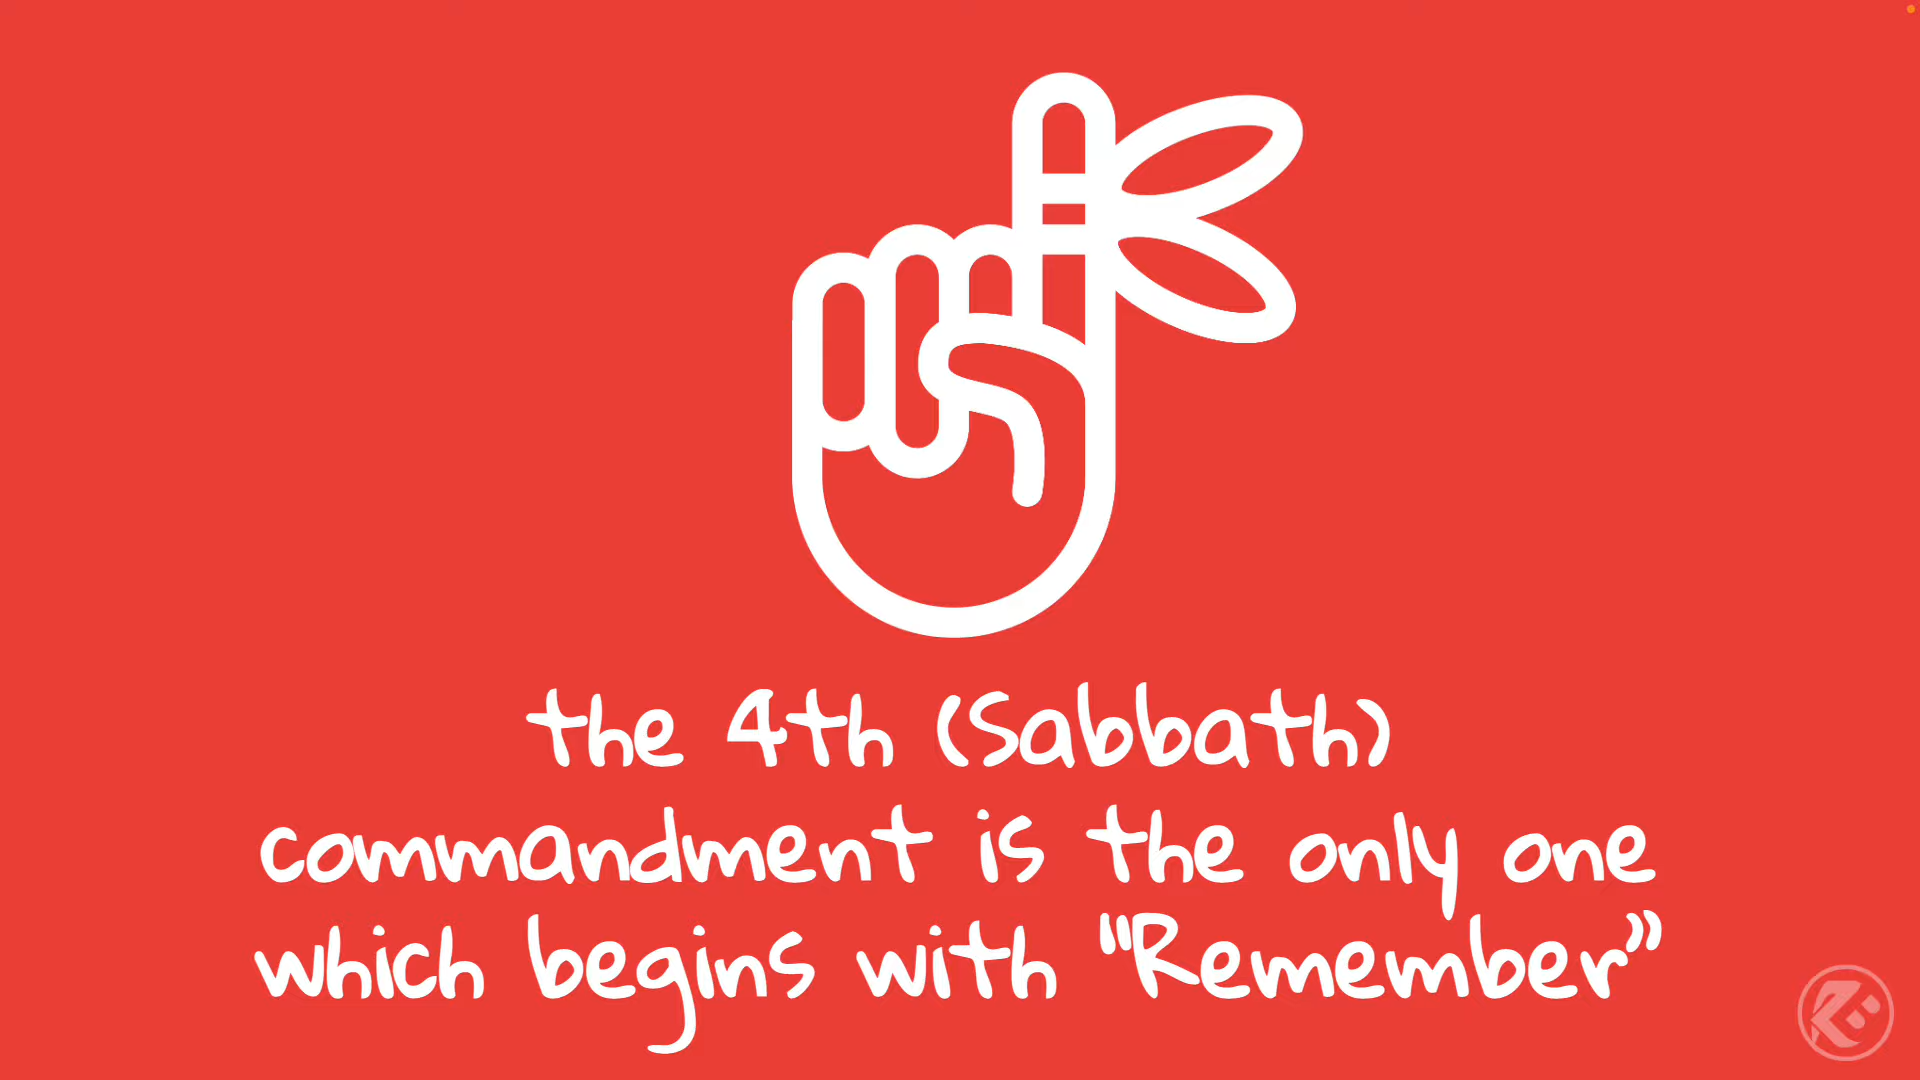 the 4th (Sabbath)
commandment is the only one
which begins with “Remember”